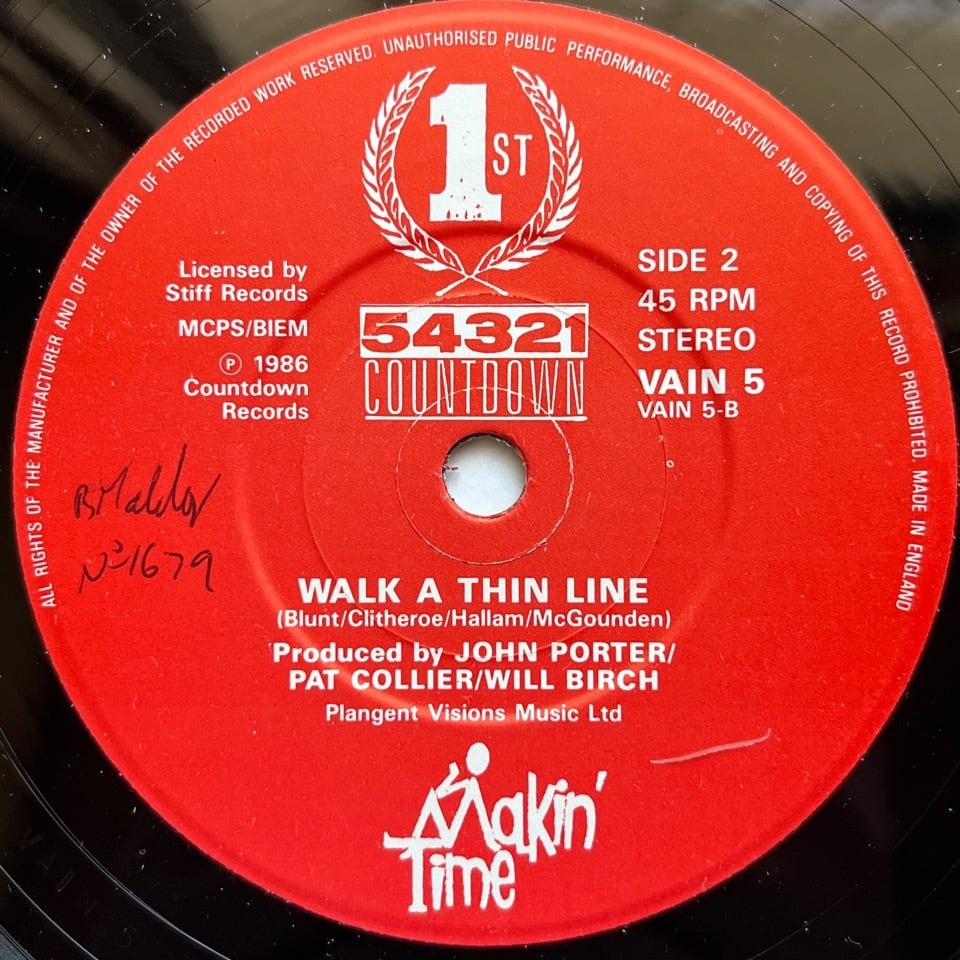 ALL RIGHTS OF THE MANUFACTURER AND OF THE OWNER OF THE RECORDED WORK RESERVED. UNAUTHORISED PUBLIC PERFORMANCE, BROADCASTING AND COPYING OF THIS RECORD PROHIBITED. MADE IN ENGLAND
1ST
Licensed by
Stiff Records
MCPS/BIEM
℗ 1986
Countdown
Records
54321
COUNTDOWN
SIDE 2
45 RPM
STEREO
VAIN 5
VAIN 5-B
1679
WALK A THIN LINE
(Blunt/Clitheroe/Hallam/McGounden)
Produced by JOHN PORTER/
PAT COLLIER/WILL BIRCH
Plangent Visions Music Ltd
Makin'
Time